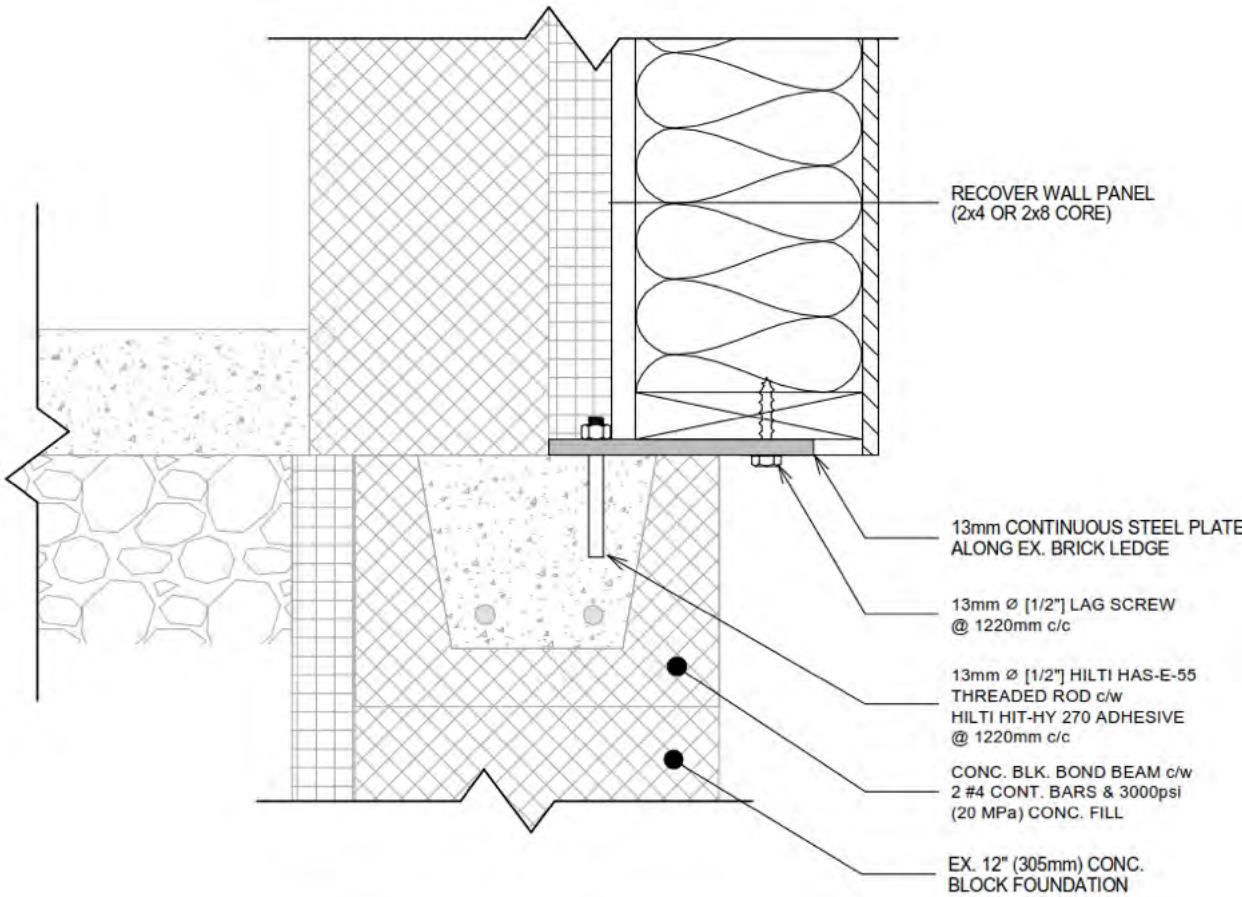 RECOVER WALL PANEL
(2x4 OR 2x8 CORE)
13mm CONTINUOUS STEEL PLATE
ALONG EX. BRICK LEDGE
13mm Ø [1/2"] LAG SCREW
@ 1220mm c/c
13mm Ø [1/2"] HILTI HAS-E-55
THREADED ROD c/w
HILTI HIT-HY 270 ADHESIVE
@ 1220mm c/c
CONC. BLK. BOND BEAM c/w
2 #4 CONT. BARS & 3000psi
(20 MPa) CONC. FILL
EX. 12" (305mm) CONC.
BLOCK FOUNDATION